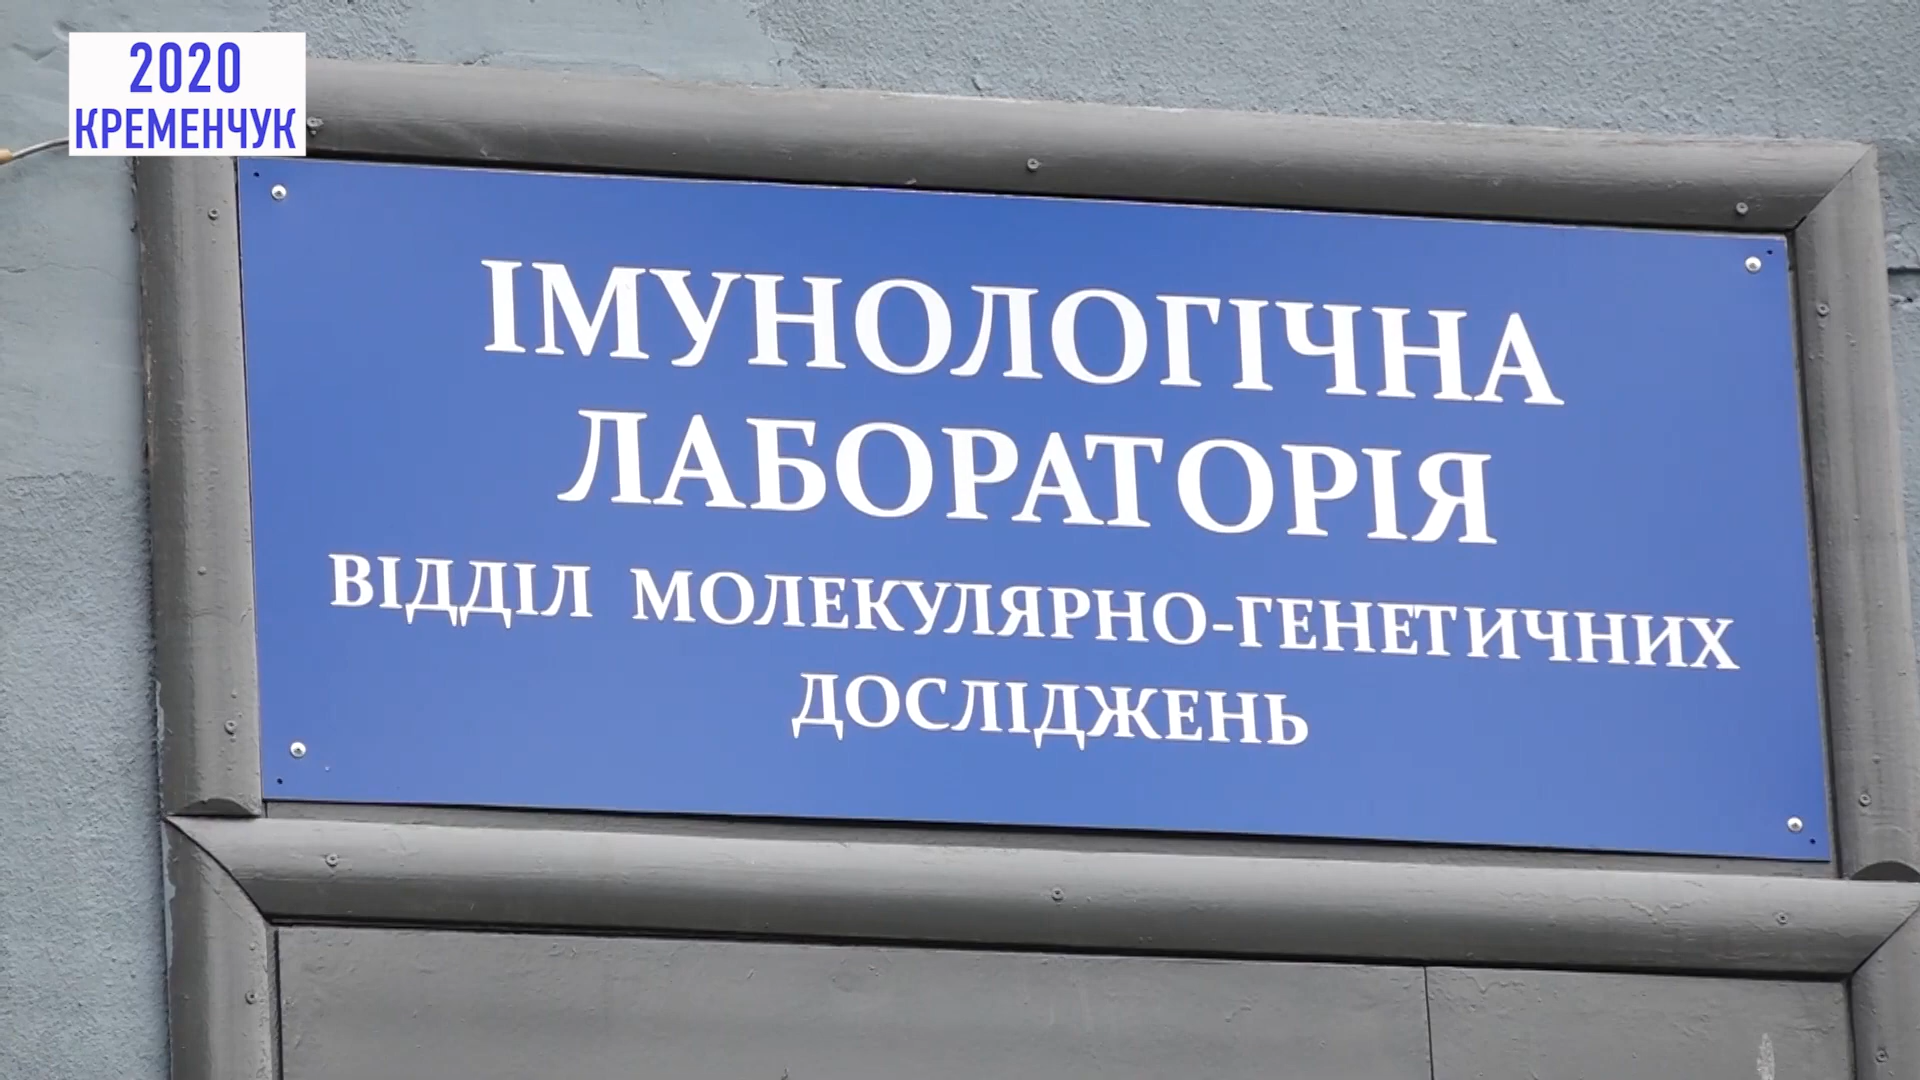 2020
КРЕМЕНЧУК
ІМУНОЛОГІЧНА
ЛАБОРАТОРІЯ
ВІДДІЛ МОЛЕКУЛЯРНО-ГЕНЕТИЧНИХ
ДОСЛІДЖЕНЬ